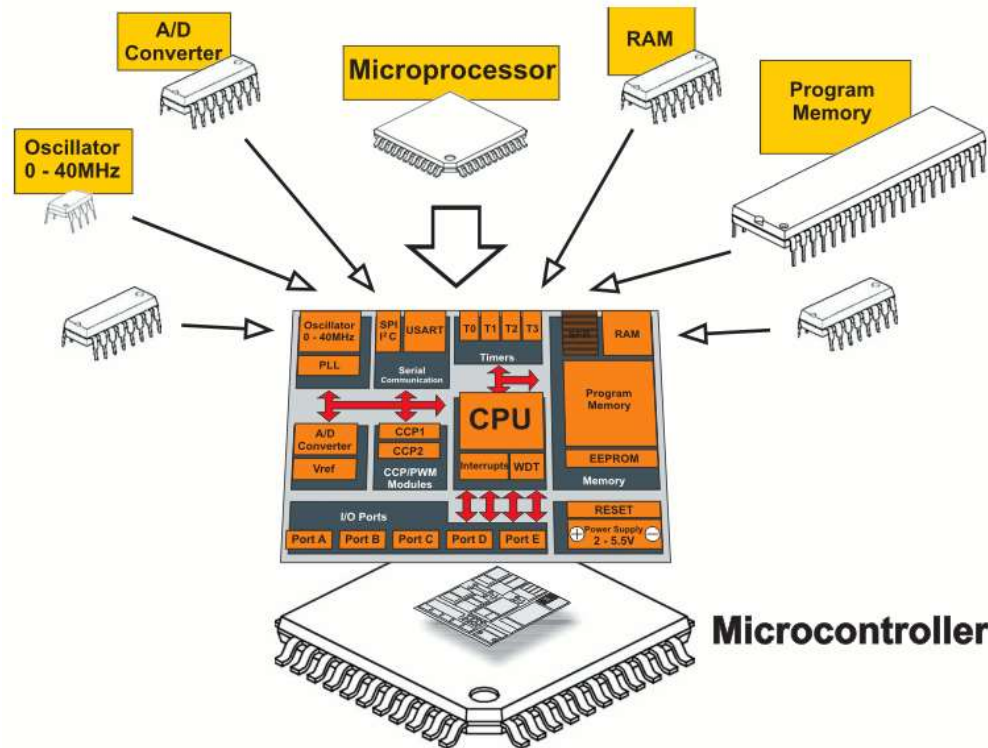 A/D
Converter
Microprocessor
RAM
Program
Memory
Oscillator
0 - 40MHz
Oscillator
0 - 40MHz
PLL
SPI
I²C
USART
Serial
Communication
T0 T1 T2 T3
Timers
RAM
Program
Memory
EEPROM
Memory
A/D
Converter
Vref
CCP1
CCP2
CCP/PWM
Modules
CPU
Interrupts
WDT
I/O Ports
Port A Port B Port C Port D Port E
RESET
Power Supply
2 - 5.5V
+
−
Microcontroller